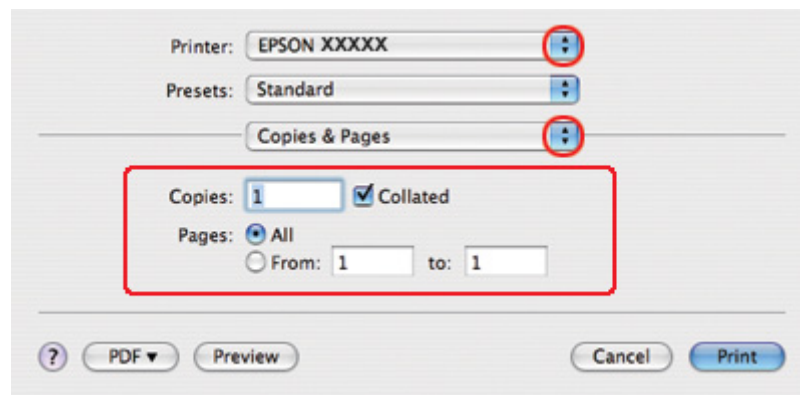 Printer: EPSON XXXXX
Presets: Standard
Copies & Pages
Copies: 1 Collated
Pages: All
From: 1 to: 1
? PDF ▼ Preview Cancel Print